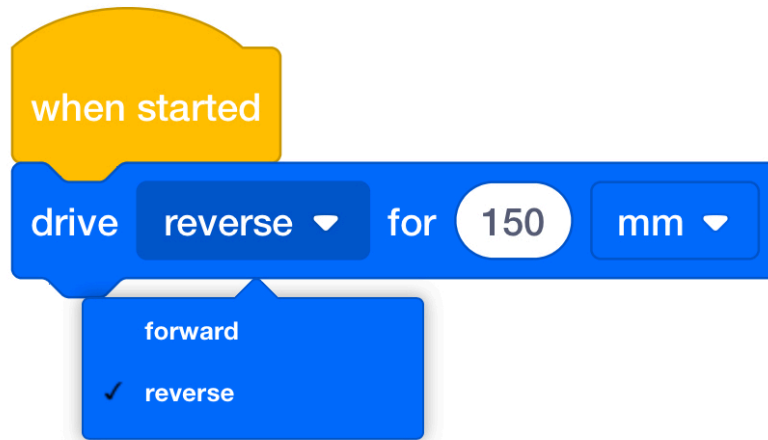 when started
drive reverse for 150 mm
forward
✓ reverse